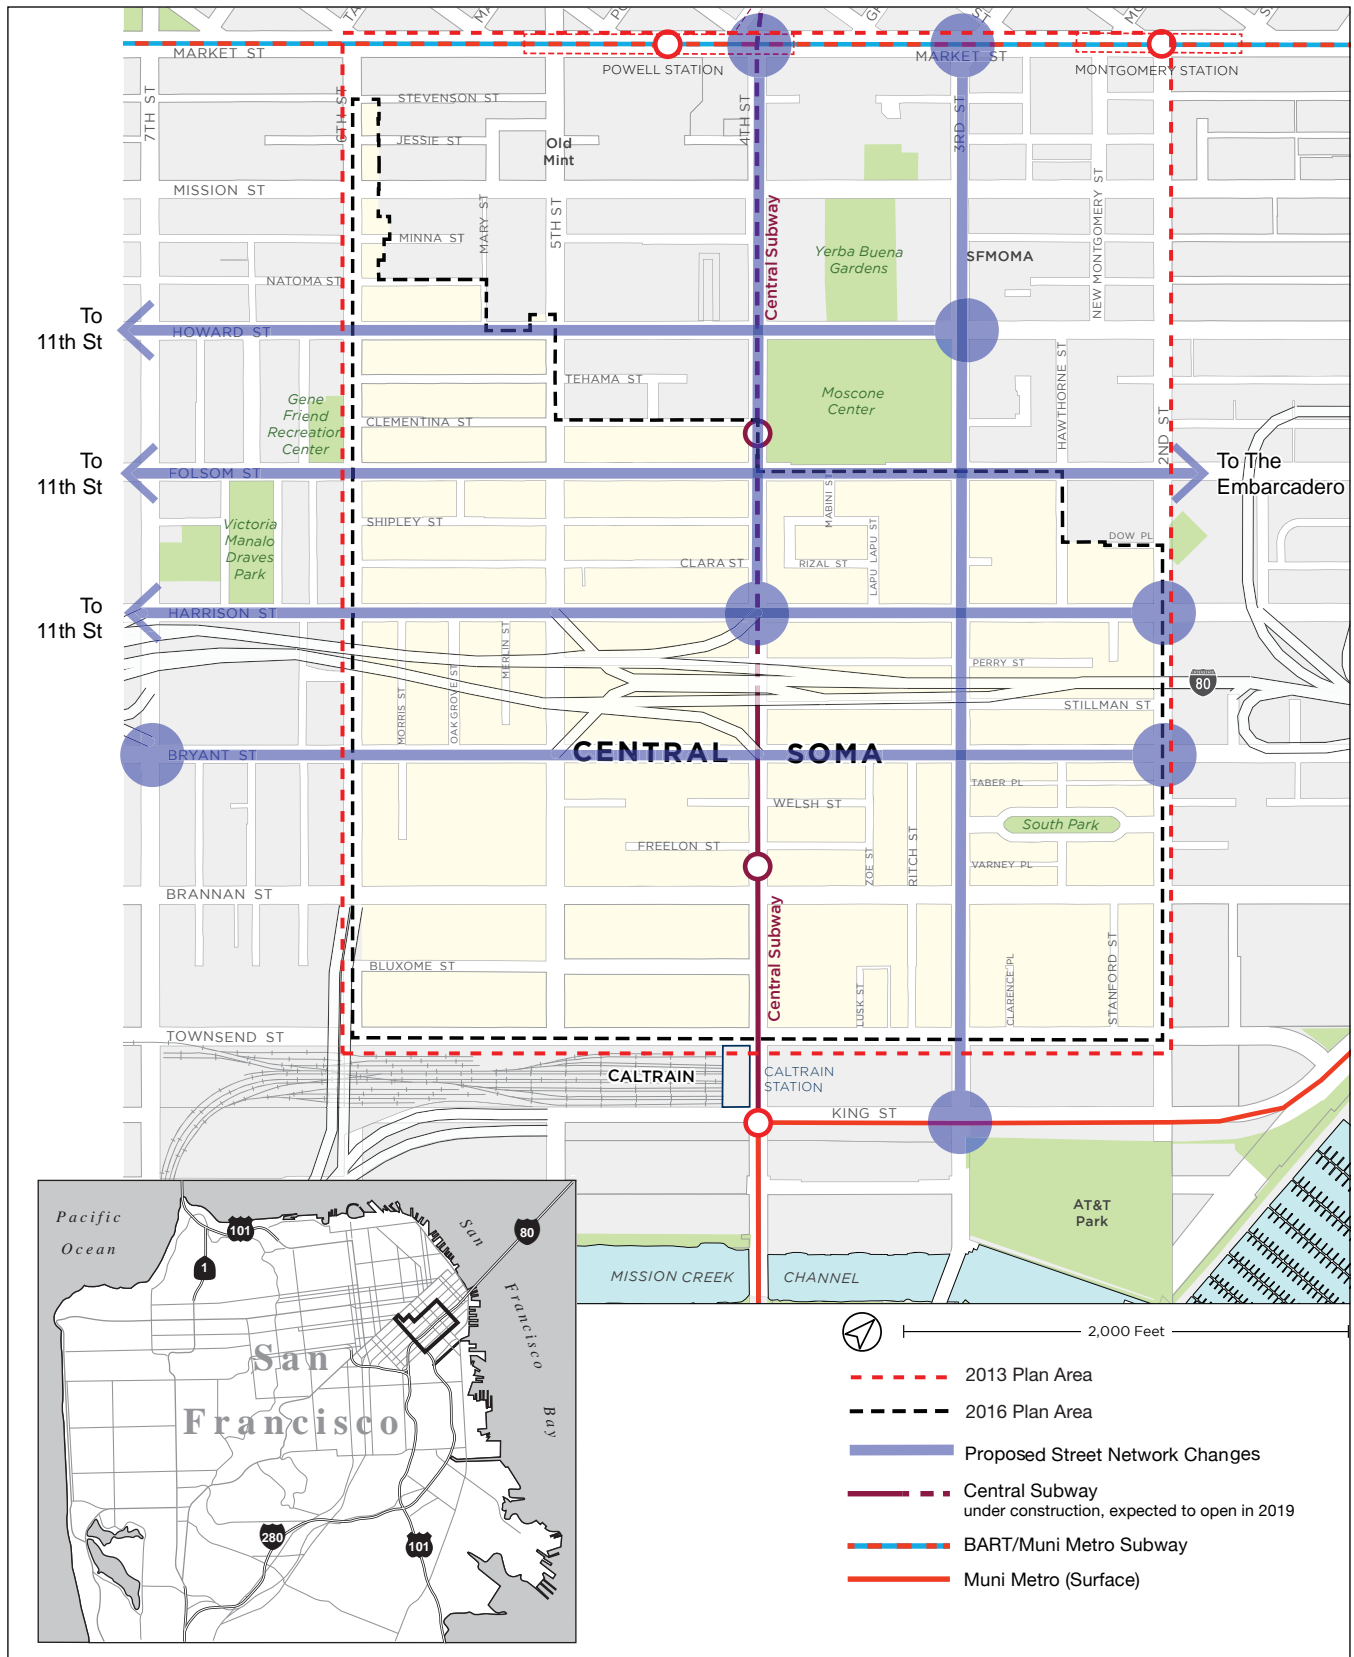 MARKET ST
POWELL STATION
MARKET ST
MONTGOMERY STATION
7TH ST
6TH ST
STEVENSON ST
4TH ST
3RD ST
JESSIE ST
Old
Mint
MISSION ST
MARY ST
5TH ST
NEW MONTGOMERY ST
MINNA ST
Central Subway
Yerba Buena
Gardens
SFMOMA
NATOMA ST
To
11th St
HOWARD ST
TEHAMA ST
HAWTHORNE ST
Gene
Friend
Recreation
Center
Moscone
Center
CLEMENTINA ST
2ND ST
To
11th St
FOLSOM ST
To The
Embarcadero
MABINI S
SHIPLEY ST
Victoria
Manalo
Draves
Park
LAPU LAPU ST
DOW PL
CLARA ST
RIZAL ST
To
11th St
HARRISON ST
MERLIN ST
PERRY ST
80
MORRIS ST
OAK GROVE ST
STILLMAN ST
BRYANT ST
CENTRAL SOMA
TABER PL
WELSH ST
South Park
FREELON ST
ZOE ST
RITCH ST
VARNEY PL
BRANNAN ST
Central Subway
BLUXOME ST
LUSK ST
CLARENCE PL
STANFORD ST
TOWNSEND ST
CALTRAIN
CALTRAIN
STATION
KING ST
AT&T
Park
MISSION CREEK CHANNEL
Pacific
Ocean
101
1
San
Francisco
Bay
80
San
Francisco
280
101
2,000 Feet
2013 Plan Area
2016 Plan Area
Proposed Street Network Changes
Central Subway
under construction, expected to open in 2019
BART/Muni Metro Subway
Muni Metro (Surface)